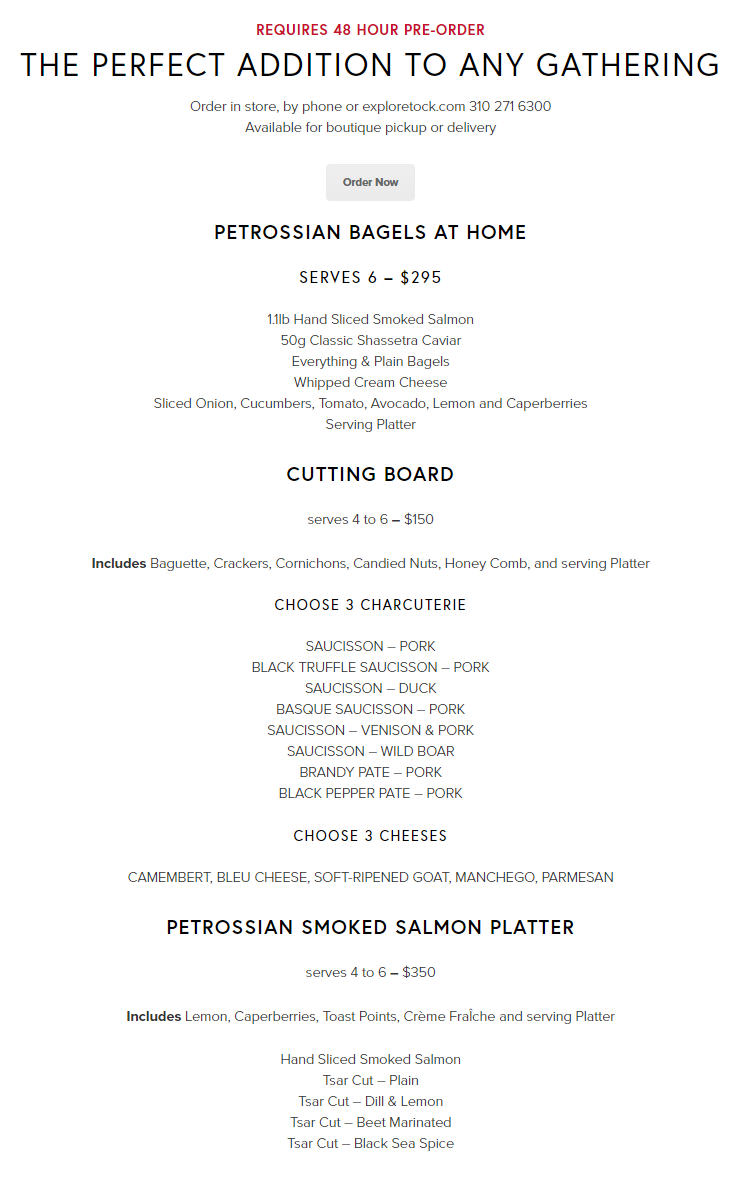 REQUIRES 48 HOUR PRE-ORDER
THE PERFECT ADDITION TO ANY GATHERING
Order in store, by phone or exploretock.com 310 271 6300
Available for boutique pickup or delivery
Order Now
PETROSSIAN BAGELS AT HOME
SERVES 6 – $295
1.1lb Hand Sliced Smoked Salmon
50g Classic Shassetra Caviar
Everything & Plain Bagels
Whipped Cream Cheese
Sliced Onion, Cucumbers, Tomato, Avocado, Lemon and Caperberries
Serving Platter
CUTTING BOARD
serves 4 to 6 – $150
Includes Baguette, Crackers, Cornichons, Candied Nuts, Honey Comb, and serving Platter
CHOOSE 3 CHARCUTERIE
SAUCISSON – PORK
BLACK TRUFFLE SAUCISSON – PORK
SAUCISSON – DUCK
BASQUE SAUCISSON – PORK
SAUCISSON – VENISON & PORK
SAUCISSON – WILD BOAR
BRANDY PATE – PORK
BLACK PEPPER PATE – PORK
CHOOSE 3 CHEESES
CAMEMBERT, BLEU CHEESE, SOFT-RIPENED GOAT, MANCHEGO, PARMESAN
PETROSSIAN SMOKED SALMON PLATTER
serves 4 to 6 – $350
Includes Lemon, Caperberries, Toast Points, Crème FraÎche and serving Platter
Hand Sliced Smoked Salmon
Tsar Cut – Plain
Tsar Cut – Dill & Lemon
Tsar Cut – Beet Marinated
Tsar Cut – Black Sea Spice